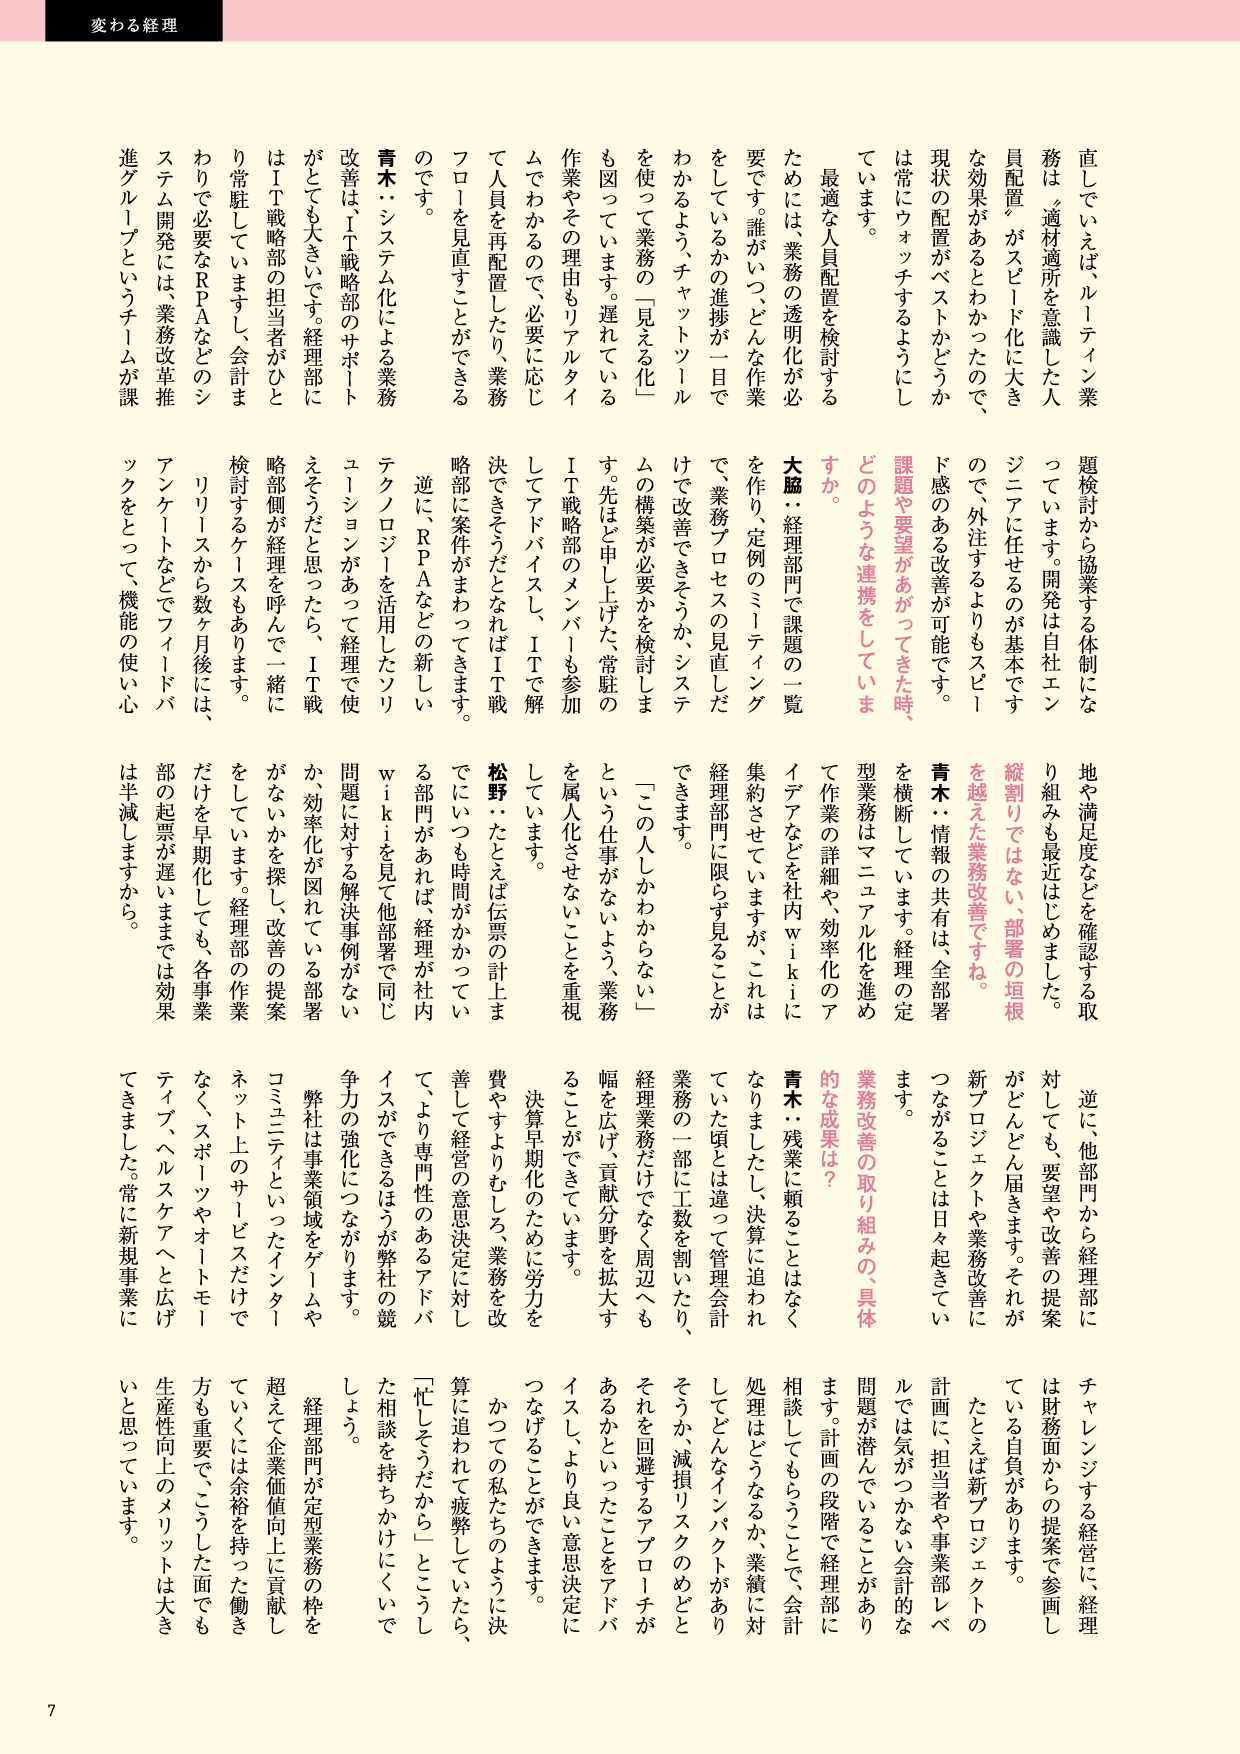 変わる経理
直しでいえば、ルーティン業
務は〝適材適所を意識した人
員配置〟がスピード化に大き
な効果があるとわかったので、
現状の配置がベストかどうか
は常にウォッチするようにし
ています。
　最適な人員配置を検討する
ためには、業務の透明化が必
要です。誰がいつ、どんな作業
をしているかの進捗が一目で
わかるよう、チャットツール
を使って業務の「見える化」
も図っています。遅れている
作業やその理由もリアルタイ
ムでわかるので、必要に応じ
て人員を再配置したり、業務
フローを見直すことができる
のです。
青木：システム化による業務
改善は、IT戦略部のサポート
がとても大きいです。経理部に
はIT戦略部の担当者がひと
り常駐していますし、会計ま
わりで必要なRPAなどのシ
ステム開発には、業務改革推
進グループというチームが課
題検討から協業する体制にな
っています。開発は自社エン
ジニアに任せるのが基本です
ので、外注するよりもスピー
ド感のある改善が可能です。
課題や要望があがってきた時、
どのような連携をしていま
すか。
大脇：経理部門で課題の一覧
を作り、定例のミーティング
で、業務プロセスの見直しだ
けで改善できそうか、システ
ムの構築が必要かを検討しま
す。先ほど申し上げた、常駐の
IT戦略部のメンバーも参加
してアドバイスし、ITで解
決できそうだとなればIT戦
略部に案件がまわってきます。
　逆に、RPAなどの新しい
テクノロジーを活用したソリ
ューションがあって経理で使
えそうだと思ったら、IT戦
略部側が経理を呼んで一緒に
検討するケースもあります。
　リリースから数ヶ月後には、
アンケートなどでフィードバ
ックをとって、機能の使い心
地や満足度などを確認する取
り組みも最近はじめました。
縦割りではない、部署の垣根
を越えた業務改善ですね。
青木：情報の共有は、全部署
を横断しています。経理の定
型業務はマニュアル化を進め
て作業の詳細や、効率化のア
イデアなどを社内wikiに
集約させていますが、これは
経理部門に限らず見ることが
できます。
　「この人しかわからない」
という仕事がないよう、業務
を属人化させないことを重視
しています。
松野：たとえば伝票の計上ま
でにいつも時間がかかってい
る部門があれば、経理が社内
wikiを見て他部署で同じ
問題に対する解決事例がない
か、効率化が図れている部署
がないかを探し、改善の提案
をしています。経理部の作業
だけを早期化しても、各事業
部の起票が遅いままでは効果
は半減しますから。
　逆に、他部門から経理部に
対しても、要望や改善の提案
がどんどん届きます。それが
新プロジェクトや業務改善に
つながることは日々起きてい
ます。
業務改善の取り組みの、具体
的な成果は？
青木：残業に頼ることはなく
なりましたし、決算に追われ
ていた頃とは違って管理会計
業務の一部に工数を割いたり、
経理業務だけでなく周辺へも
幅を広げ、貢献分野を拡大す
ることができています。
　決算早期化のために労力を
費やすよりむしろ、業務を改
善して経営の意思決定に対し
て、より専門性のあるアドバ
イスができるほうが弊社の競
争力の強化につながります。
　弊社は事業領域をゲームや
コミュニティといったインター
ネット上のサービスだけで
なく、スポーツやオートモー
ティブ、ヘルスケアへと広げ
てきました。常に新規事業に
チャレンジする経営に、経理
は財務面からの提案で参画し
ている自負があります。
　たとえば新プロジェクトの
計画に、担当者や事業部レベ
ルでは気がつかない会計的な
問題が潜んでいることがあり
ます。計画の段階で経理部に
相談してもらうことで、会計
処理はどうなるか、業績に対
してどんなインパクトがあり
そうか、減損リスクのめどと
それを回避するアプローチが
あるかといったことをアドバ
イスし、より良い意思決定に
つなげることができます。
　かつての私たちのように決
算に追われて疲弊していたら、
「忙しそうだから」とこうし
た相談を持ちかけにくいで
しょう。
　経理部門が定型業務の枠を
超えて企業価値向上に貢献し
ていくには余裕を持った働き
方も重要で、こうした面でも
生産性向上のメリットは大き
いと思っています。
7